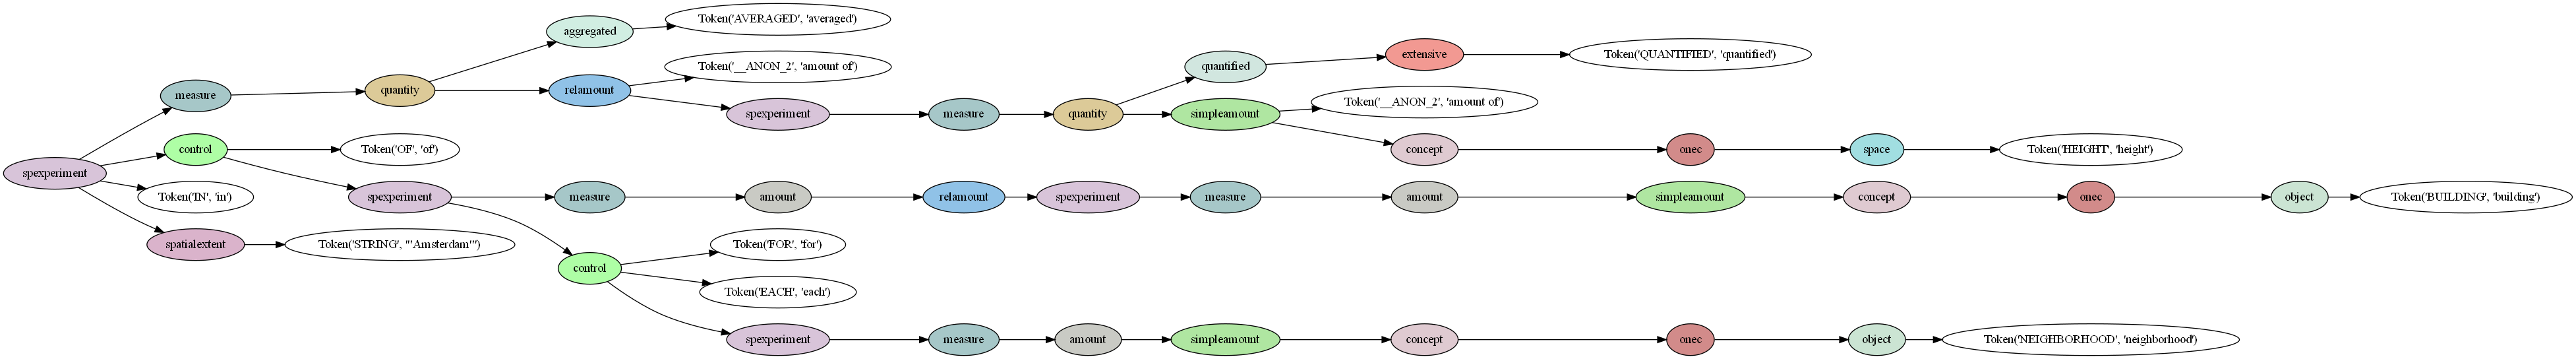 Token('AVERAGED', 'averaged')
aggregated
Token('__ANON_2', 'amount of')
quantified
extensive
Token('QUANTIFIED', 'quantified')
measure
quantity
relamount
Token('__ANON_2', 'amount of')
spexperiment
measure
quantity
simpleamount
control
Token('OF', 'of')
concept
onec
space
Token('HEIGHT', 'height')
spexperiment
Token('IN', 'in')
spexperiment
measure
amount
relamount
spexperiment
measure
amount
simpleamount
concept
onec
object
Token('BUILDING', 'building')
spatialextent
Token('STRING', "'Amsterdam'")
Token('FOR', 'for')
control
Token('EACH', 'each')
spexperiment
measure
amount
simpleamount
concept
onec
object
Token('NEIGHBORHOOD', 'neighborhood')